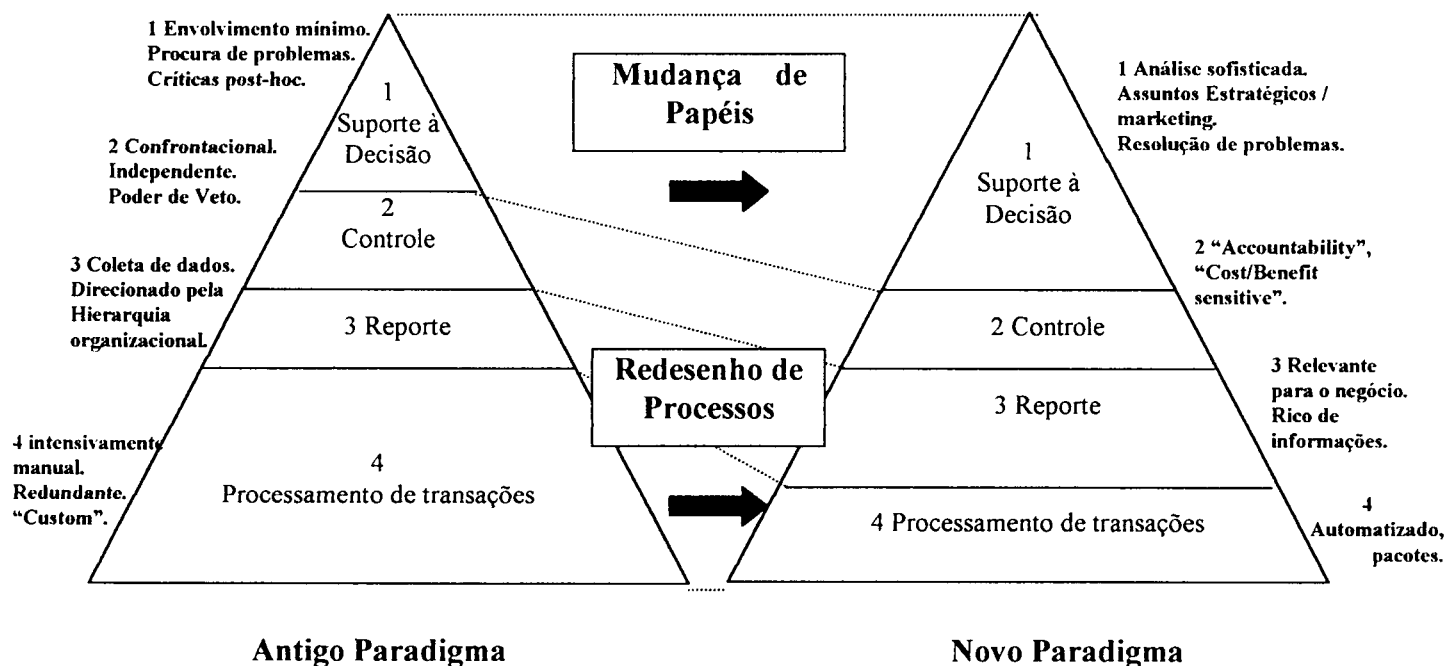 1 Envolvimento mínimo.
Procura de problemas.
Críticas post-hoc.
2 Confrontacional.
Independente.
Poder de Veto.
3 Coleta de dados.
Direcionado pela
Hierarquia
organizacional.
4 intensivamente
manual.
Redundante.
“Custom”.
1
Suporte à
Decisão
2
Controle
3 Reporte
4
Processamento de transações
Mudança de
Papéis
Redesenho de
Processos
1
Suporte à
Decisão
2 Controle
3 Reporte
4 Processamento de transações
1 Análise sofisticada.
Assuntos Estratégicos /
marketing.
Resolução de problemas.
2 “Accountability”,
“Cost/Benefit
sensitive”.
3 Relevante
para o negócio.
Rico de
informações.
4
Automatizado,
pacotes.
Antigo Paradigma
Novo Paradigma